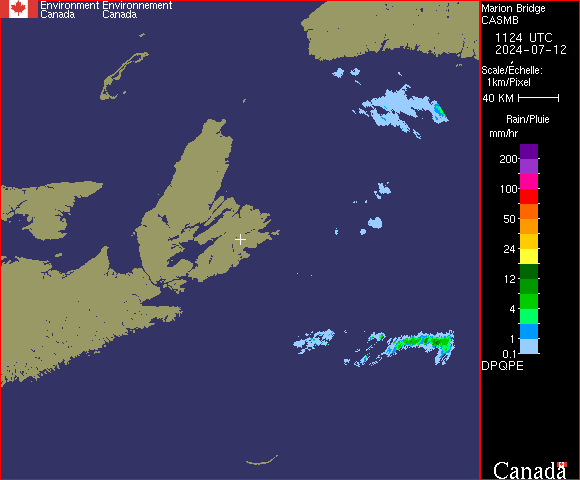 Environment Environnement
Canada Canada
Marion Bridge
CASMB
1124 UTC
2024-07-12
Scale/Échelle:
1km/Pixel
40 KM
Rain/Pluie
mm/hr
200
100
50
24
12
4
1
0.1
DPQPE
Canada